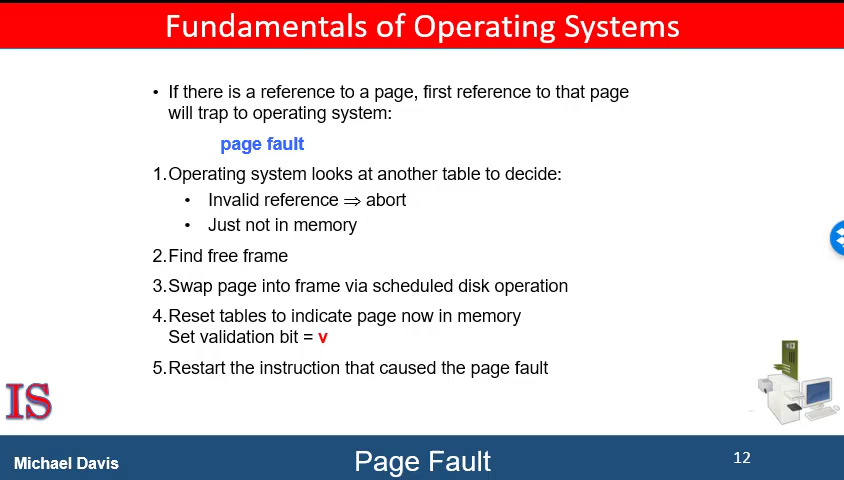 Fundamentals of Operating Systems
• If there is a reference to a page, first reference to that page
will trap to operating system:
page fault
1.Operating system looks at another table to decide:
• Invalid reference ⇒ abort
• Just not in memory
2.Find free frame
3.Swap page into frame via scheduled disk operation
4.Reset tables to indicate page now in memory
Set validation bit = v
5.Restart the instruction that caused the page fault
IS
Michael Davis
Page Fault
12